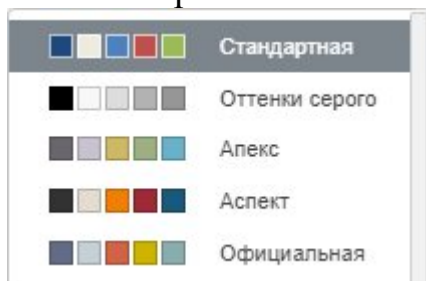 Стандартная
Оттенки серого
Апекс
Аспект
Официальная